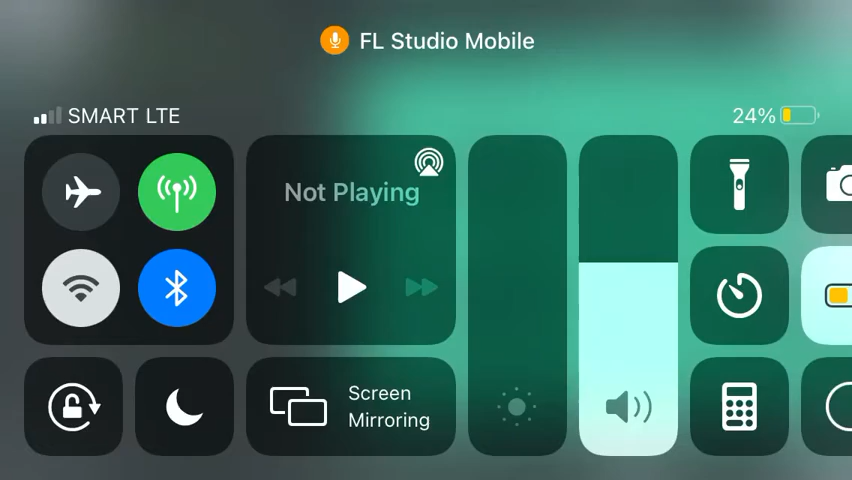 FL Studio Mobile
SMART LTE
24%
Not Playing
Screen
Mirroring